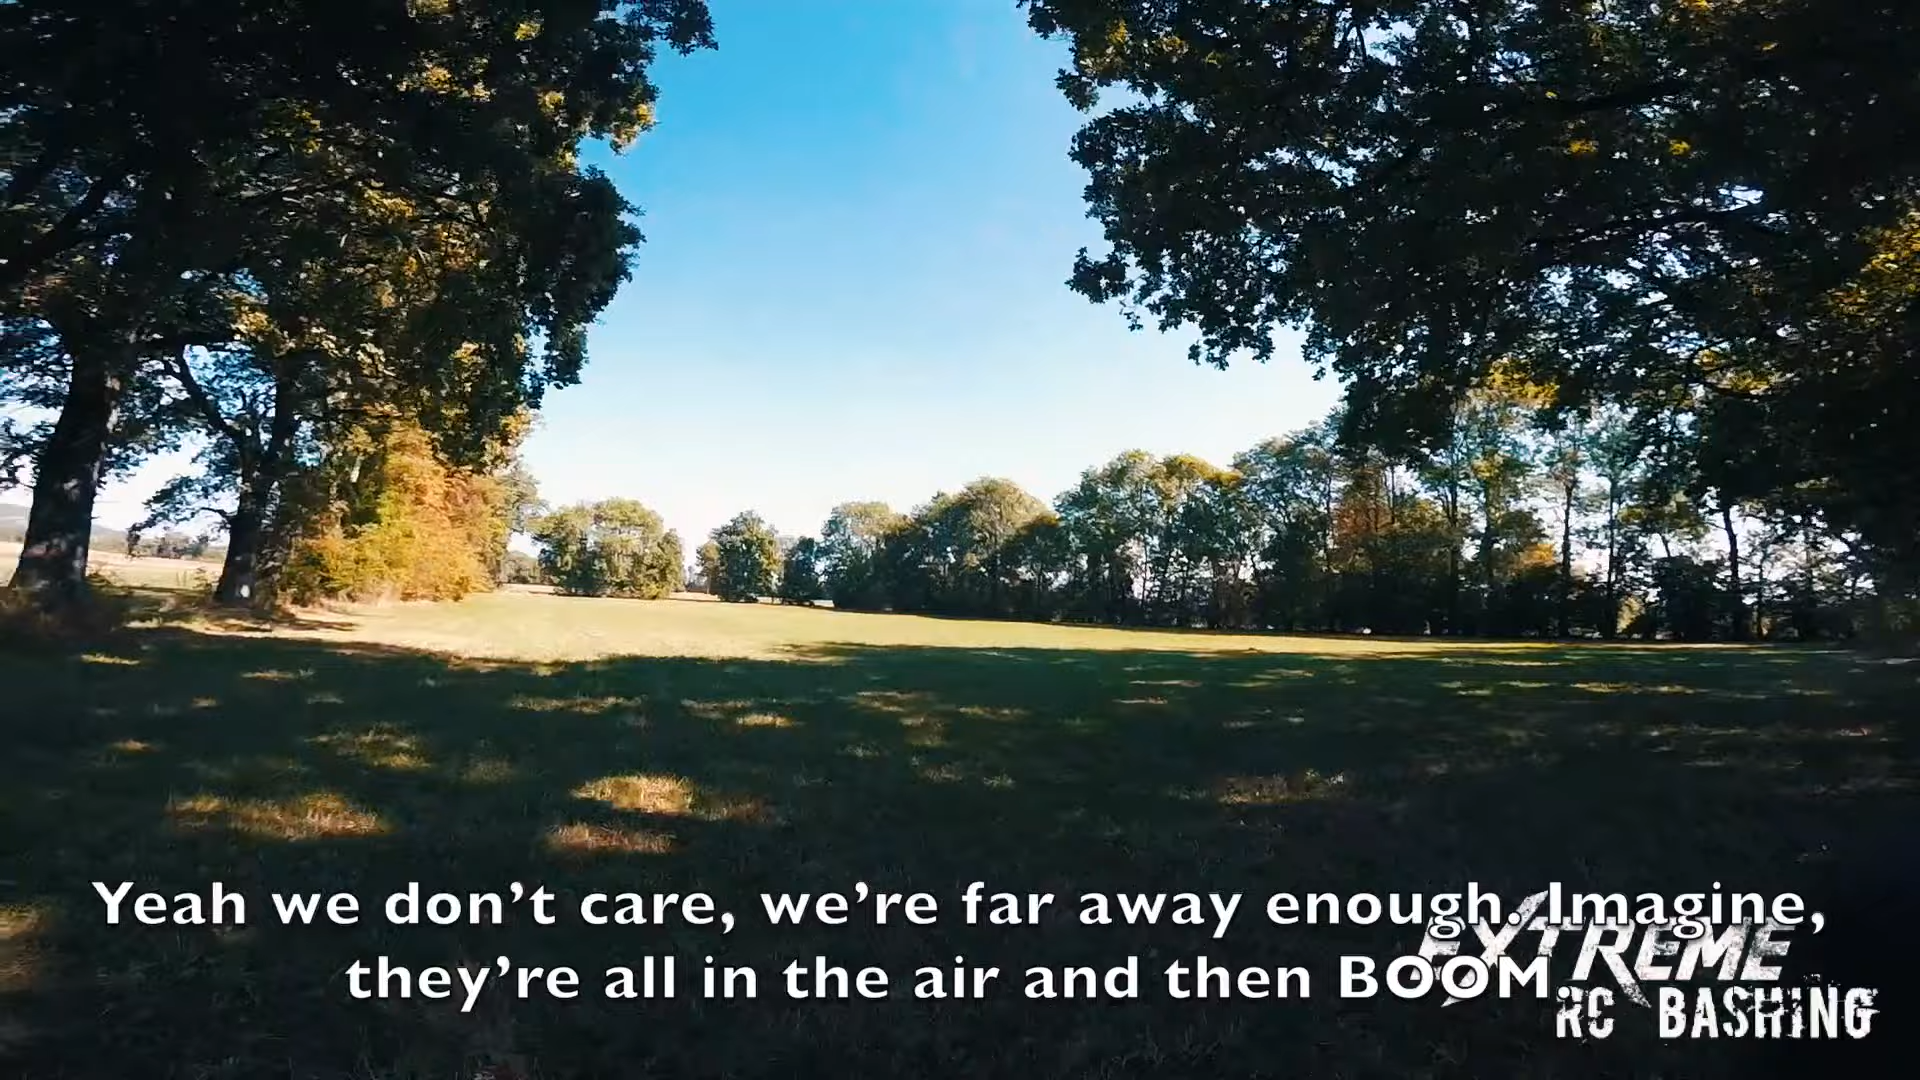 Yeah we don’t care, we’re far away enough. Imagine,
they’re all in the air and then BOOM.
EXTREME
RC BASHING